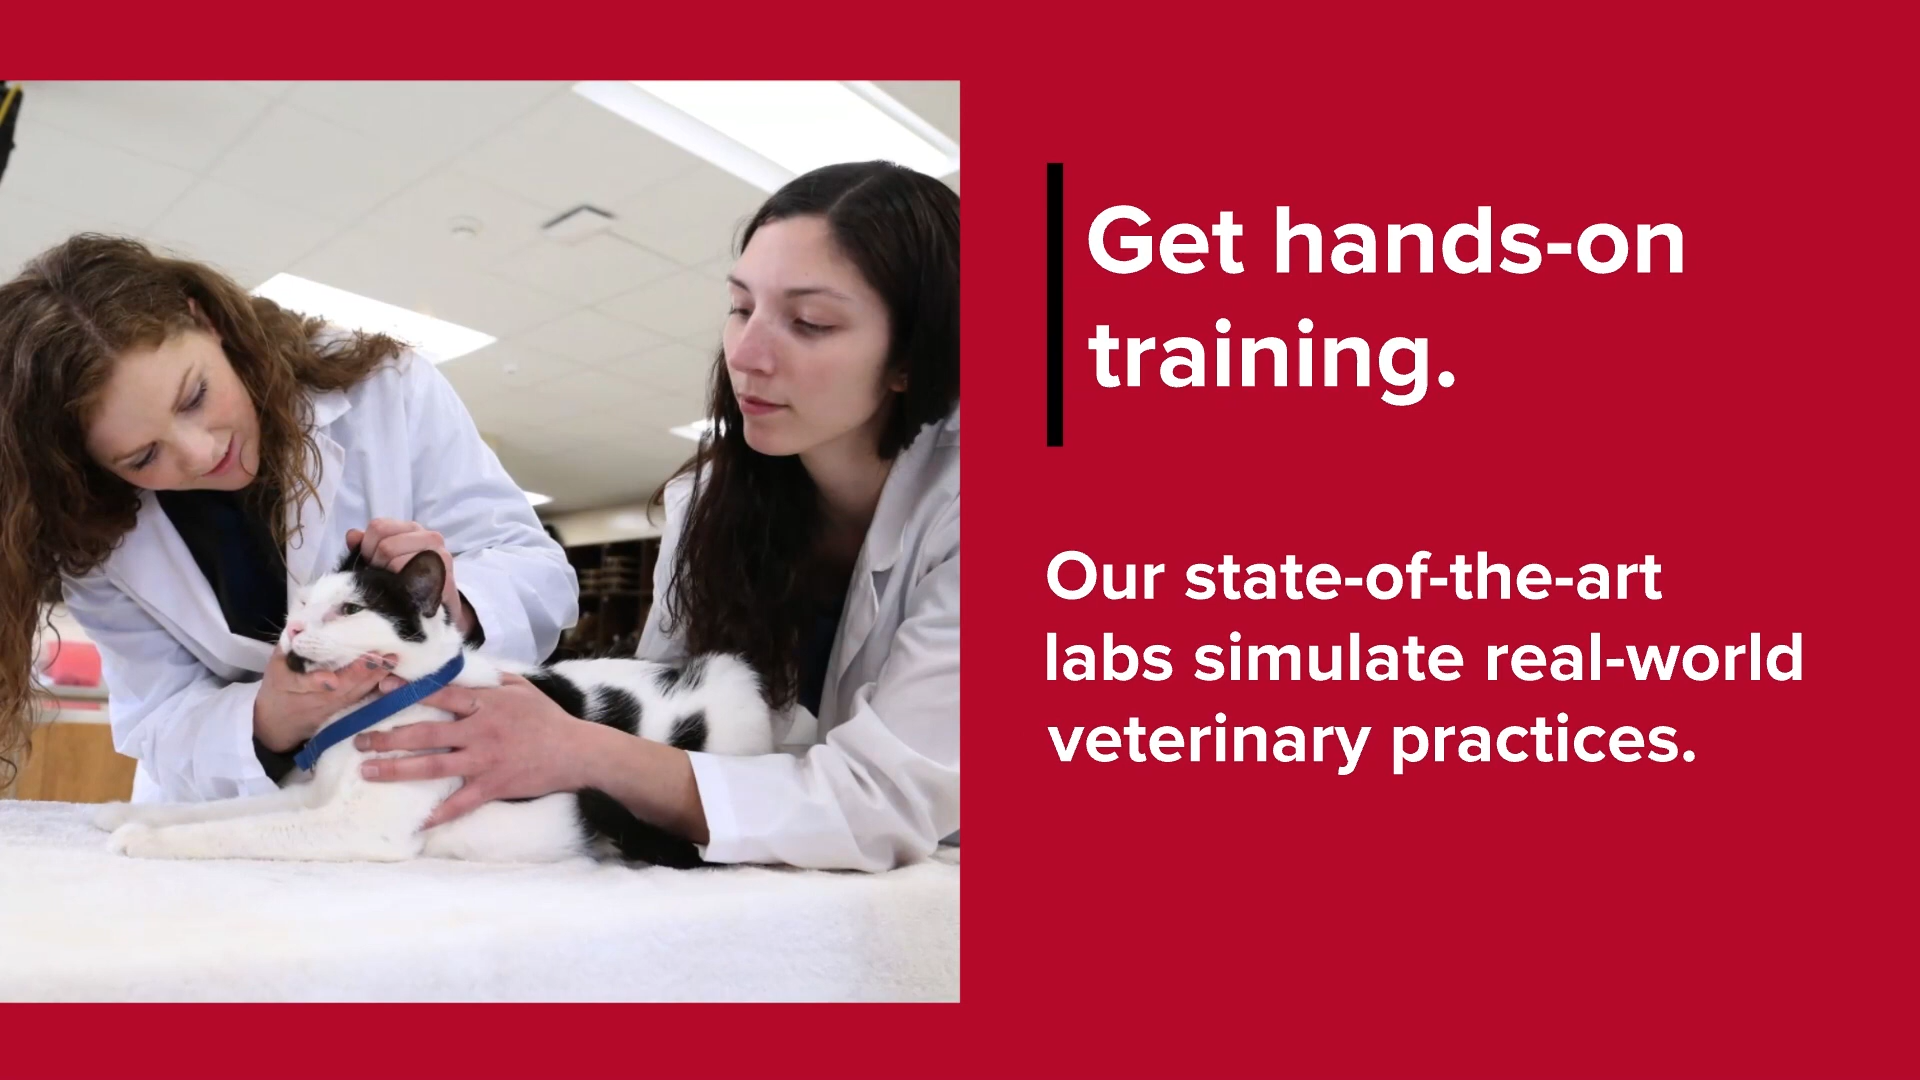 Get hands-on
training.
Our state-of-the-art
labs simulate real-world
veterinary practices.